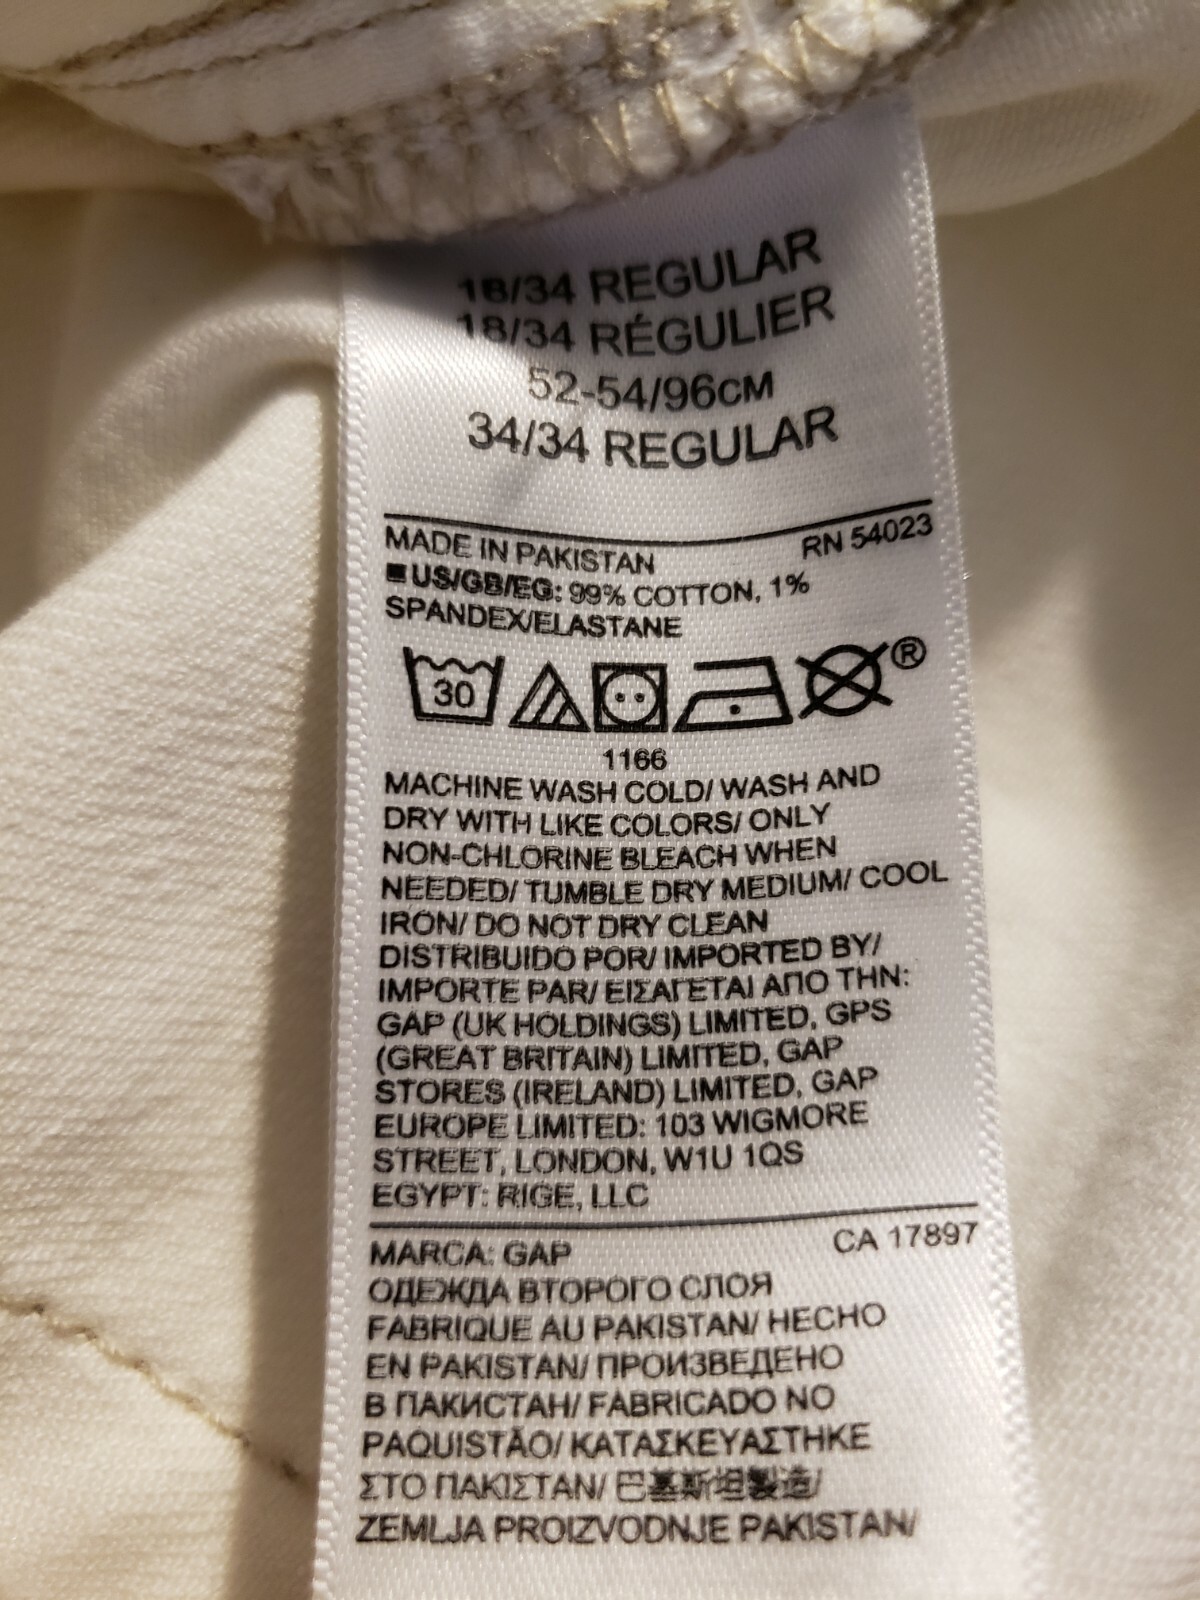 18/34 REGULAR
18/34 RÉGULIER
52-54/96CM
34/34 REGULAR
MADE IN PAKISTAN RN 54023
US/GB/EG: 99% COTTON, 1%
SPANDEX/ELASTANE
30
®
1166
MACHINE WASH COLD/ WASH AND
DRY WITH LIKE COLORS/ ONLY
NON-CHLORINE BLEACH WHEN
NEEDED/ TUMBLE DRY MEDIUM/ COOL
IRON/ DO NOT DRY CLEAN
DISTRIBUIDO POR/ IMPORTED BY/
IMPORTE PAR/ ΕΙΣΑΓΕΤΑΙ ΑΠΟ ΤΗΝ:
GAP (UK HOLDINGS) LIMITED, GPS
(GREAT BRITAIN) LIMITED, GAP
STORES (IRELAND) LIMITED, GAP
EUROPE LIMITED: 103 WIGMORE
STREET, LONDON, W1U 1QS
EGYPT: RIGE, LLC
MARCA: GAP CA 17897
ОДЕЖДА ВТОРОГО СЛОЯ
FABRIQUE AU PAKISTAN/ HECHO
EN PAKISTAN/ ПРОИЗВЕДЕНО
В ПАКИСТАН/ FABRICADO NO
PAQUISTÃO/ ΚΑΤΑΣΚΕΥΑΣΤΗΚΕ
ΣΤΟ ΠΑΚΙΣΤΑΝ/ 巴基斯坦製造/
ZEMLJA PROIZVODNJE PAKISTAN/